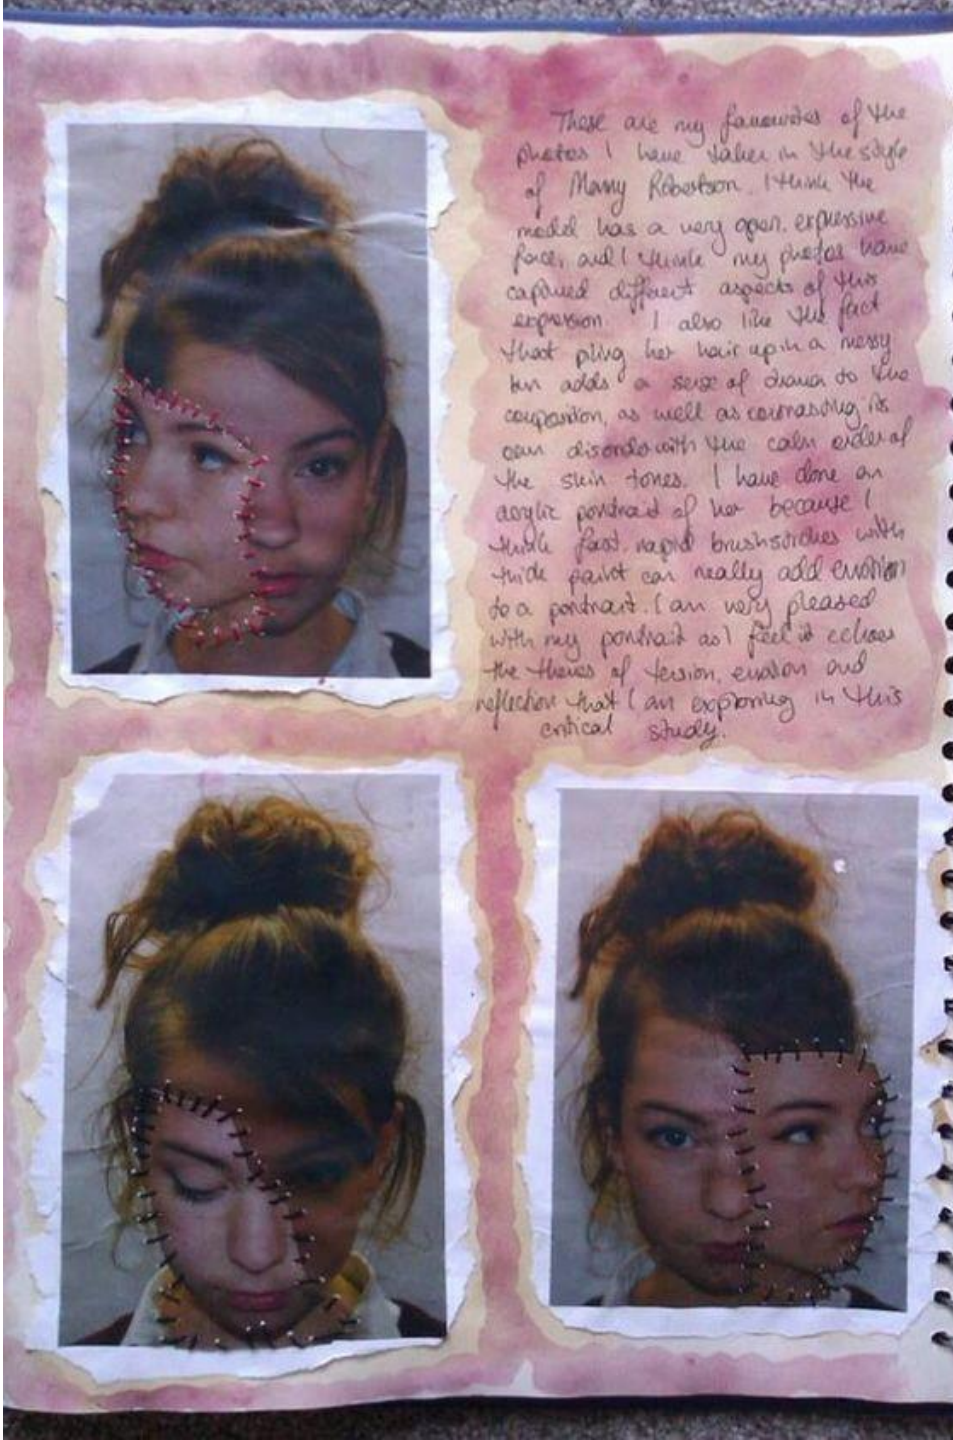 These are my favourites of the
photos I have taken in the style
of Merny Robertson. I think the
model has a very open, expressive
face, and I think my photos have
captured different aspects of this
expression. I also like the fact
that piling her hair up in a messy
bun adds a sense of drama to the
composition, as well as contrasting its
own disorder with the calm order of
the skin tones. I have done an
acrylic portrait of her because I
think fast, rapid brushstrokes with
thick paint can really add emotion
to a portrait. I am very pleased
with my portrait as I feel it echoes
the themes of tension, emotion and
reflection that I am exploring in this
critical study.